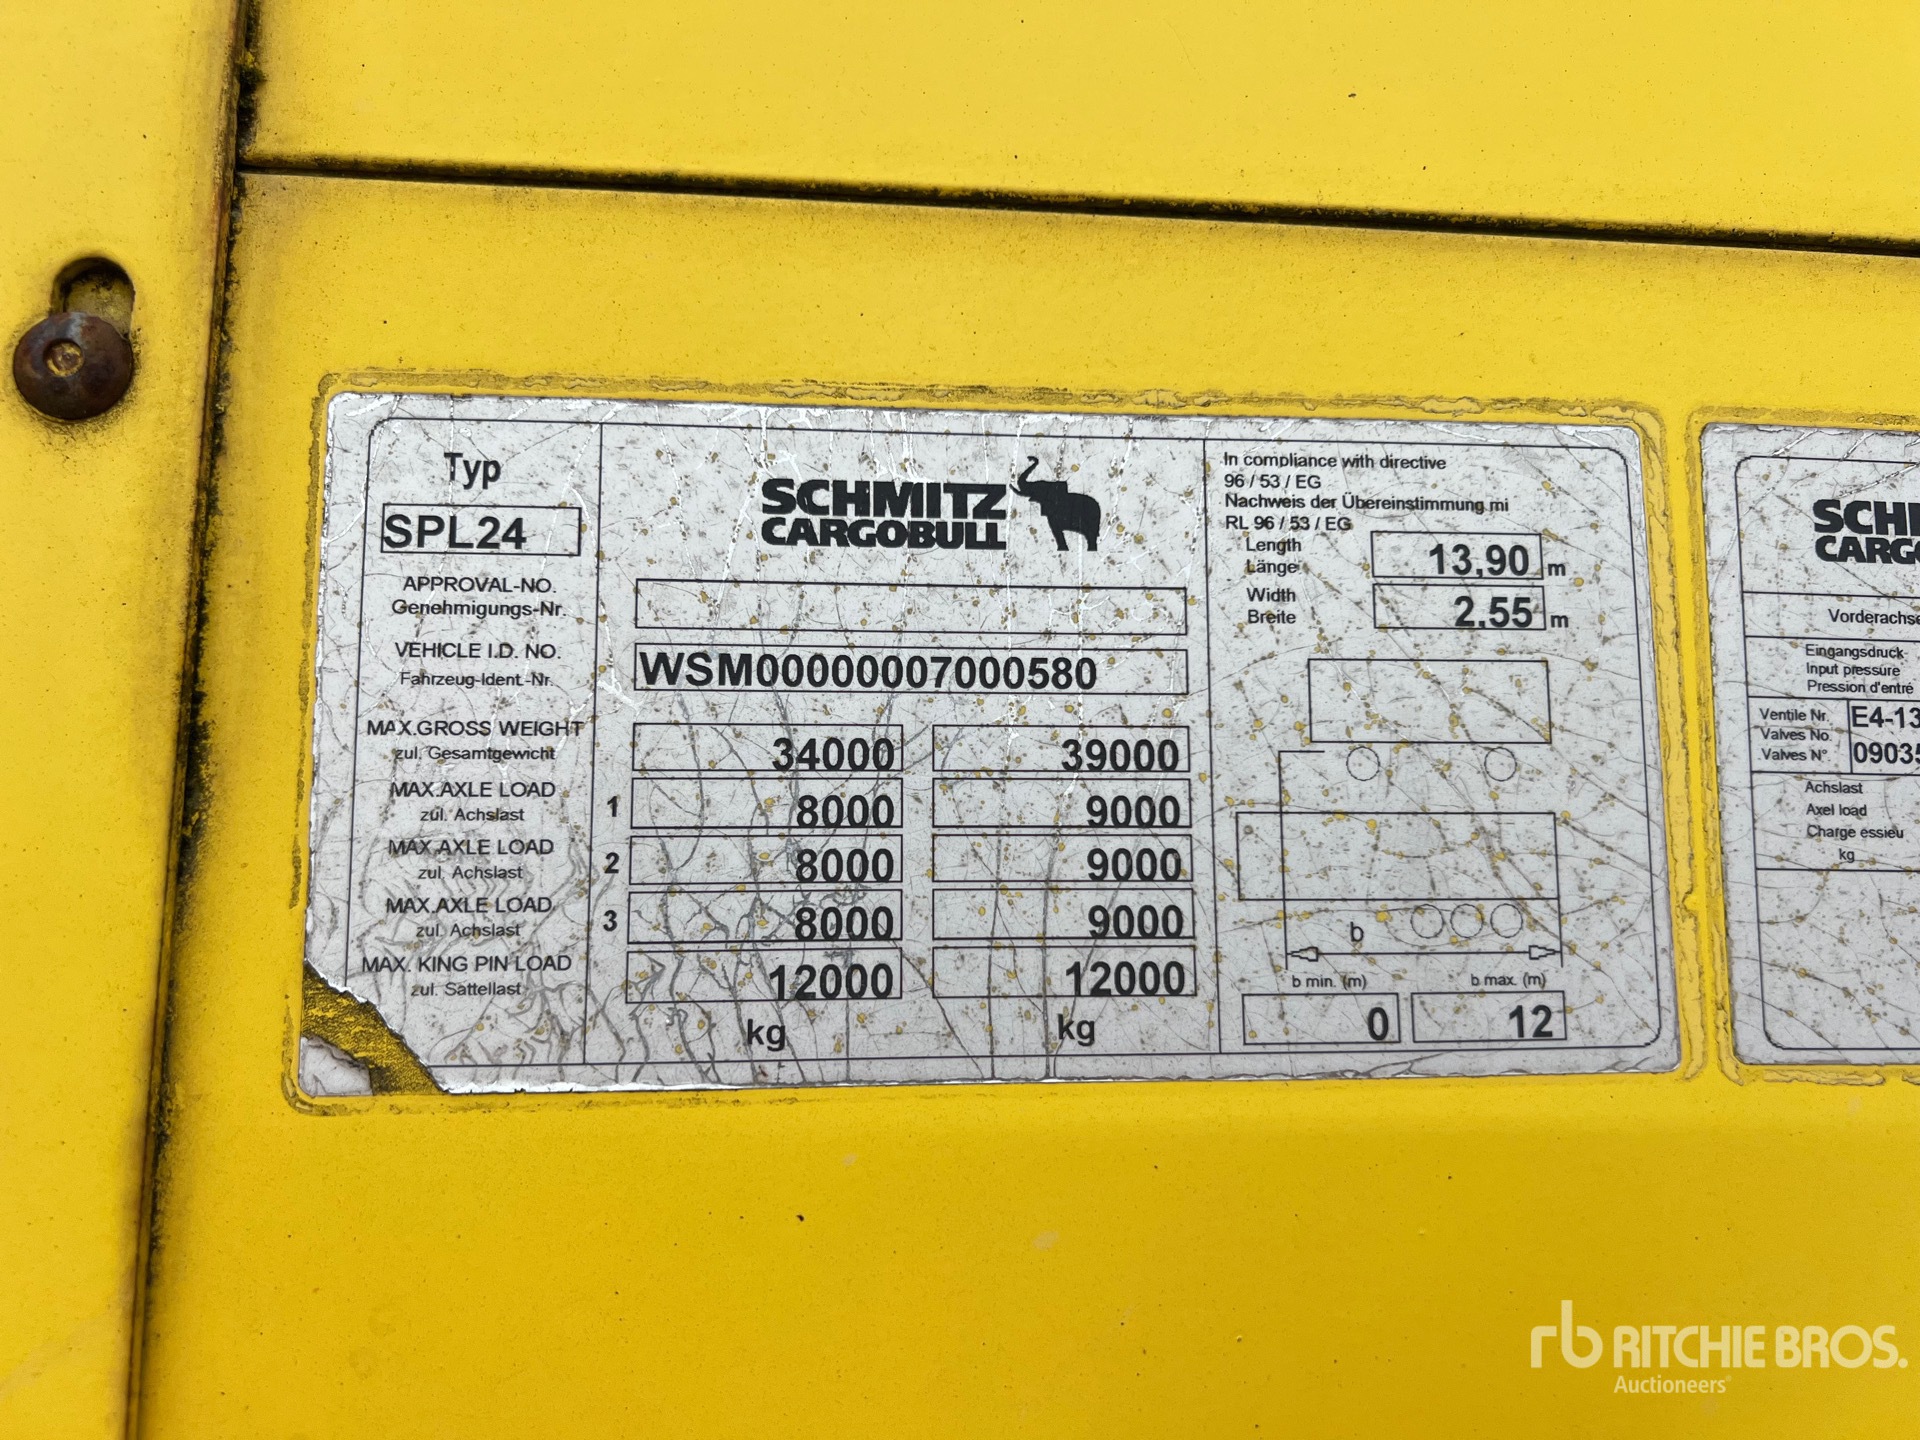 Typ
SPL24
SCHMITZ
CARGOBULL
APPROVAL-NO.
Genehmigungs-Nr.
VEHICLE I.D. NO.
Fahrzeug-Ident.-Nr.
WSM00000007000580
MAX.GROSS WEIGHT
zul. Gesamtgewicht
34000 39000
MAX.AXLE LOAD
zul. Achslast
1 8000 9000
MAX.AXLE LOAD
zul. Achslast
2 8000 9000
MAX.AXLE LOAD
zul. Achslast
3 8000 9000
MAX. KING PIN LOAD
zul. Sattellast
12000 12000
kg kg
In compliance with directive
96 / 53 / EG
Nachweis der Übereinstimmung mi
RL 96 / 53 / EG
Length
Länge
13,90 m
Width
Breite
2,55 m
b
b min. (m) b max. (m)
0 12
SCH
CARG
Vorderachse
Eingangsdruck
Input pressure
Pression d'entré
Ventile Nr.
Valves No.
Valves N°
E4-13
0903
Achslast
Axel load
Charge essieu
kg
rb RITCHIE BROS.
Auctioneers